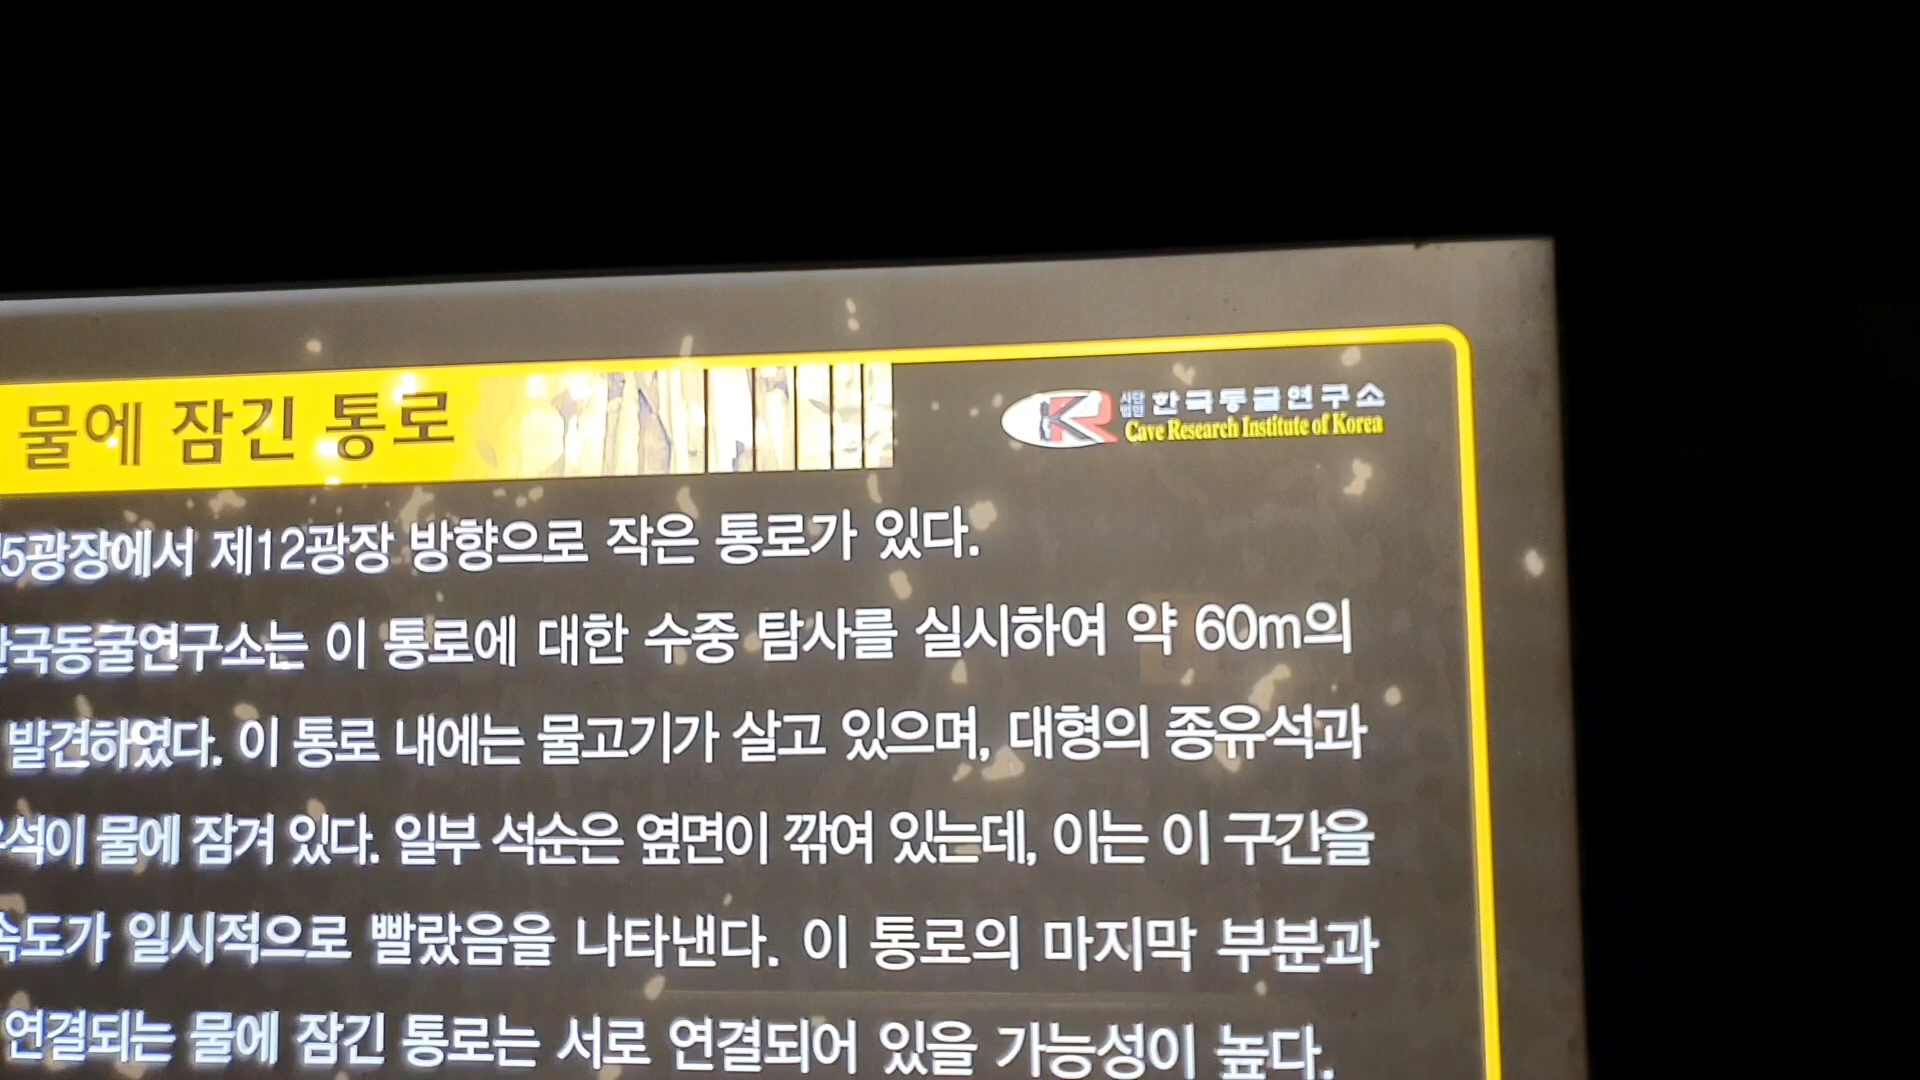 물에 잠긴 통로
사단법인 한국동굴연구소
Cave Research Institute of Korea
5광장에서 제12광장 방향으로 작은 통로가 있다.
한국동굴연구소는 이 통로에 대한 수중 탐사를 실시하여 약 60m의
발견하였다. 이 통로 내에는 물고기가 살고 있으며, 대형의 종유석과
물에 잠겨 있다. 일부 석순은 옆면이 깎여 있는데, 이는 이 구간을
속도가 일시적으로 빨랐음을 나타낸다. 이 통로의 마지막 부분과
연결되는 물에 잠긴 통로는 서로 연결되어 있을 가능성이 높다.